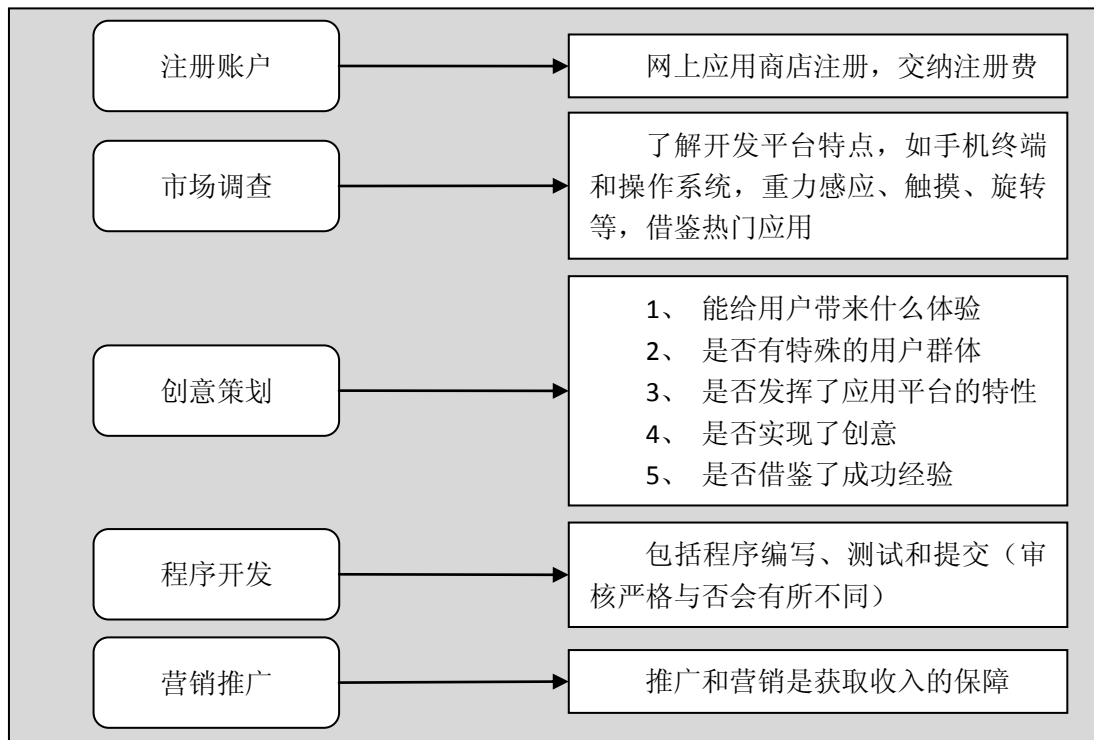 注册账户
网上应用商店注册，交纳注册费
市场调查
了解开发平台特点，如手机终端
和操作系统，重力感应、触摸、旋转
等，借鉴热门应用
创意策划
1、 能给用户带来什么体验
2、 是否有特殊的用户群体
3、 是否发挥了应用平台的特性
4、 是否实现了创意
5、 是否借鉴了成功经验
程序开发
包括程序编写、测试和提交（审
核严格与否会有所不同）
营销推广
推广和营销是获取收入的保障